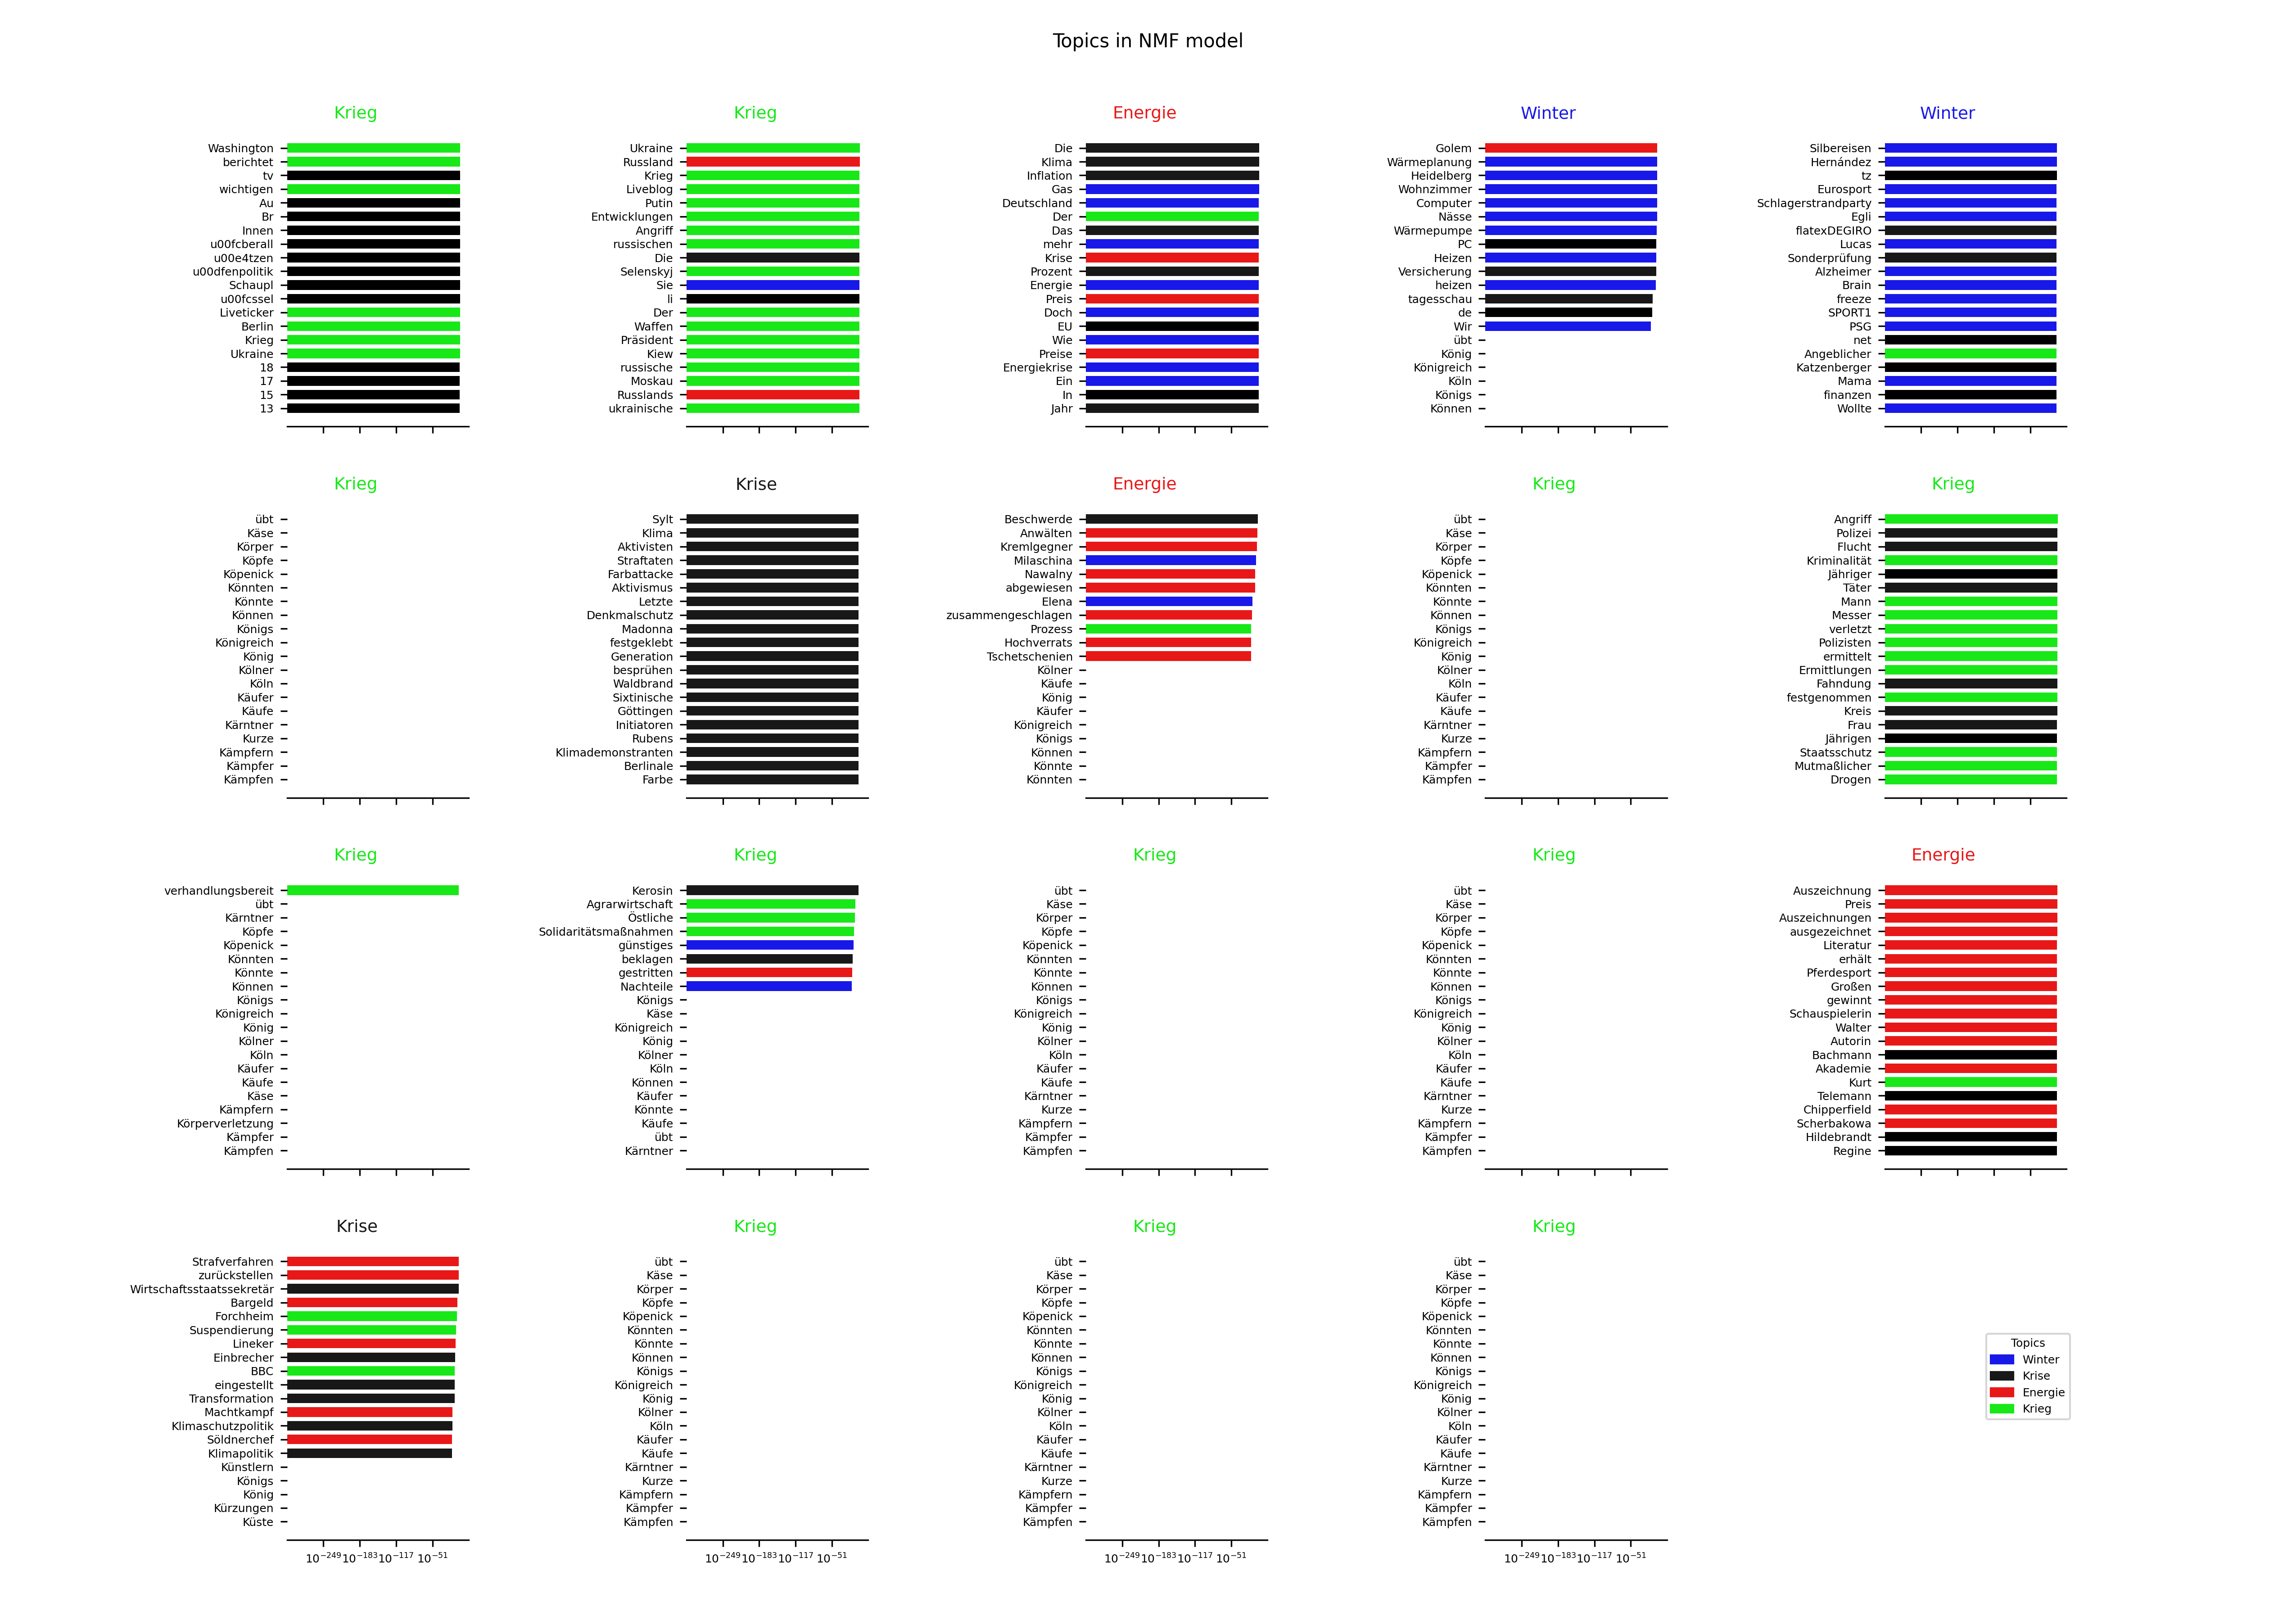 Topics in NMF model
Krieg
Washington
berichtet
tv
wichtigen
Au
Br
Innen
u00fcberall
u00e4tzen
u00dfenpolitik
Schaupl
u00fcssel
Liveticker
Berlin
Krieg
Ukraine
18
17
15
13
Krieg
Ukraine
Russland
Krieg
Liveblog
Putin
Entwicklungen
Angriff
russischen
Die
Selenskyj
Sie
li
Der
Waffen
Präsident
Kiew
russische
Moskau
Russlands
ukrainische
Energie
Die
Klima
Inflation
Gas
Deutschland
Der
Das
mehr
Krise
Prozent
Energie
Preis
Doch
EU
Wie
Preise
Energiekrise
Ein
In
Jahr
Winter
Golem
Wärmeplanung
Heidelberg
Wohnzimmer
Computer
Nässe
Wärmepumpe
PC
Heizen
Versicherung
heizen
tagesschau
de
Wir
übt
König
Königreich
Köln
Königs
Können
Winter
Silbereisen
Hernández
tz
Eurosport
Schlagerstrandparty
Egli
flatexDEGIRO
Lucas
Sonderprüfung
Alzheimer
Brain
freeze
SPORT1
PSG
net
Angeblicher
Katzenberger
Mama
finanzen
Wollte
Krieg
übt
Käse
Körper
Köpfe
Köpenick
Könnten
Könnte
Können
Königs
Königreich
König
Kölner
Köln
Käufer
Käufe
Kärntner
Kurze
Kämpfern
Kämpfer
Kämpfen
Krise
Sylt
Klima
Aktivisten
Straftaten
Farbattacke
Aktivismus
Letzte
Denkmalschutz
Madonna
festgeklebt
Generation
besprühen
Waldbrand
Sixtinische
Göttingen
Initiatoren
Rubens
Klimademonstranten
Berlinale
Farbe
Energie
Beschwerde
Anwälten
Kremlgegner
Milaschina
Nawalny
abgewiesen
Elena
zusammengeschlagen
Prozess
Hochverrats
Tschetschenien
Kölner
Käufe
König
Käufer
Königreich
Königs
Können
Könnte
Könnten
Krieg
übt
Käse
Körper
Köpfe
Köpenick
Könnten
Könnte
Können
Königs
Königreich
König
Kölner
Köln
Käufer
Käufe
Kärntner
Kurze
Kämpfern
Kämpfer
Kämpfen
Krieg
Angriff
Polizei
Flucht
Kriminalität
Jähriger
Täter
Mann
Messer
verletzt
Polizisten
ermittelt
Ermittlungen
Fahndung
festgenommen
Kreis
Frau
Jährigen
Staatsschutz
Mutmaßlicher
Drogen
Krieg
verhandlungsbereit
übt
Kärntner
Köpfe
Köpenick
Könnten
Könnte
Können
Königs
Königreich
König
Kölner
Köln
Käufer
Käufe
Käse
Kämpfern
Körperverletzung
Kämpfer
Kämpfen
Krieg
Kerosin
Agrarwirtschaft
Östliche
Solidaritätsmaßnahmen
günstiges
beklagen
gestritten
Nachteile
Königs
Käse
Königreich
König
Kölner
Köln
Können
Käufer
Könnte
Käufe
übt
Kärntner
Krieg
übt
Käse
Körper
Köpfe
Köpenick
Könnten
Könnte
Können
Königs
Königreich
König
Kölner
Köln
Käufer
Käufe
Kärntner
Kurze
Kämpfern
Kämpfer
Kämpfen
Krieg
übt
Käse
Körper
Köpfe
Köpenick
Könnten
Könnte
Können
Königs
Königreich
König
Kölner
Köln
Käufer
Käufe
Kärntner
Kurze
Kämpfern
Kämpfer
Kämpfen
Energie
Auszeichnung
Preis
Auszeichnungen
ausgezeichnet
Literatur
erhält
Pferdesport
Großen
gewinnt
Schauspielerin
Walter
Autorin
Bachmann
Akademie
Kurt
Telemann
Chipperfield
Scherbakowa
Hildebrandt
Regine
Krise
Strafverfahren
zurückstellen
Wirtschaftsstaatssekretär
Bargeld
Forchheim
Suspendierung
Lineker
Einbrecher
BBC
eingestellt
Transformation
Machtkampf
Klimaschutzpolitik
Söldnerchef
Klimapolitik
Künstlern
Königs
König
Kürzungen
Küste
10^−249 10^−183 10^−117 10^−51
Krieg
übt
Käse
Körper
Köpfe
Köpenick
Könnten
Könnte
Können
Königs
Königreich
König
Kölner
Köln
Käufer
Käufe
Kärntner
Kurze
Kämpfern
Kämpfer
Kämpfen
10^−249 10^−183 10^−117 10^−51
Krieg
übt
Käse
Körper
Köpfe
Köpenick
Könnten
Könnte
Können
Königs
Königreich
König
Kölner
Köln
Käufer
Käufe
Kärntner
Kurze
Kämpfern
Kämpfer
Kämpfen
10^−249 10^−183 10^−117 10^−51
Krieg
übt
Käse
Körper
Köpfe
Köpenick
Könnten
Könnte
Können
Königs
Königreich
König
Kölner
Köln
Käufer
Käufe
Kärntner
Kurze
Kämpfern
Kämpfer
Kämpfen
10^−249 10^−183 10^−117 10^−51
Topics
Winter
Krise
Energie
Krieg